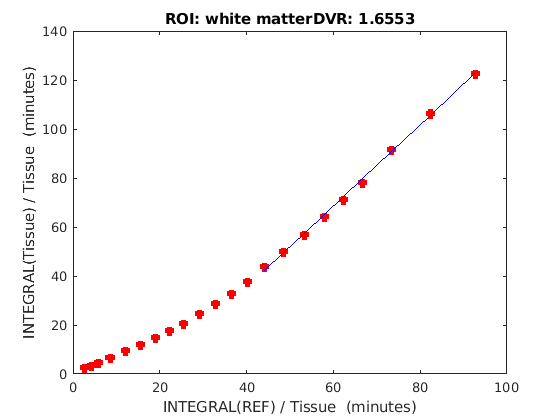 ROI: white matterDVR: 1.6553
140
120
100
80
60
40
20
0
INTEGRAL(Tissue) / Tissue (minutes)
0 20 40 60 80 100
INTEGRAL(REF) / Tissue (minutes)